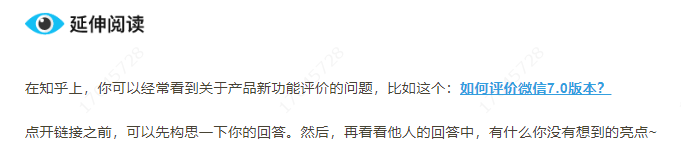 延伸阅读
在知乎上，你可以经常看到关于产品新功能评价的问题，比如这个：如何评价微信7.0版本？
点开链接之前，可以先构思一下你的回答。然后，再看看他人的回答中，有什么你没有想到的亮点~